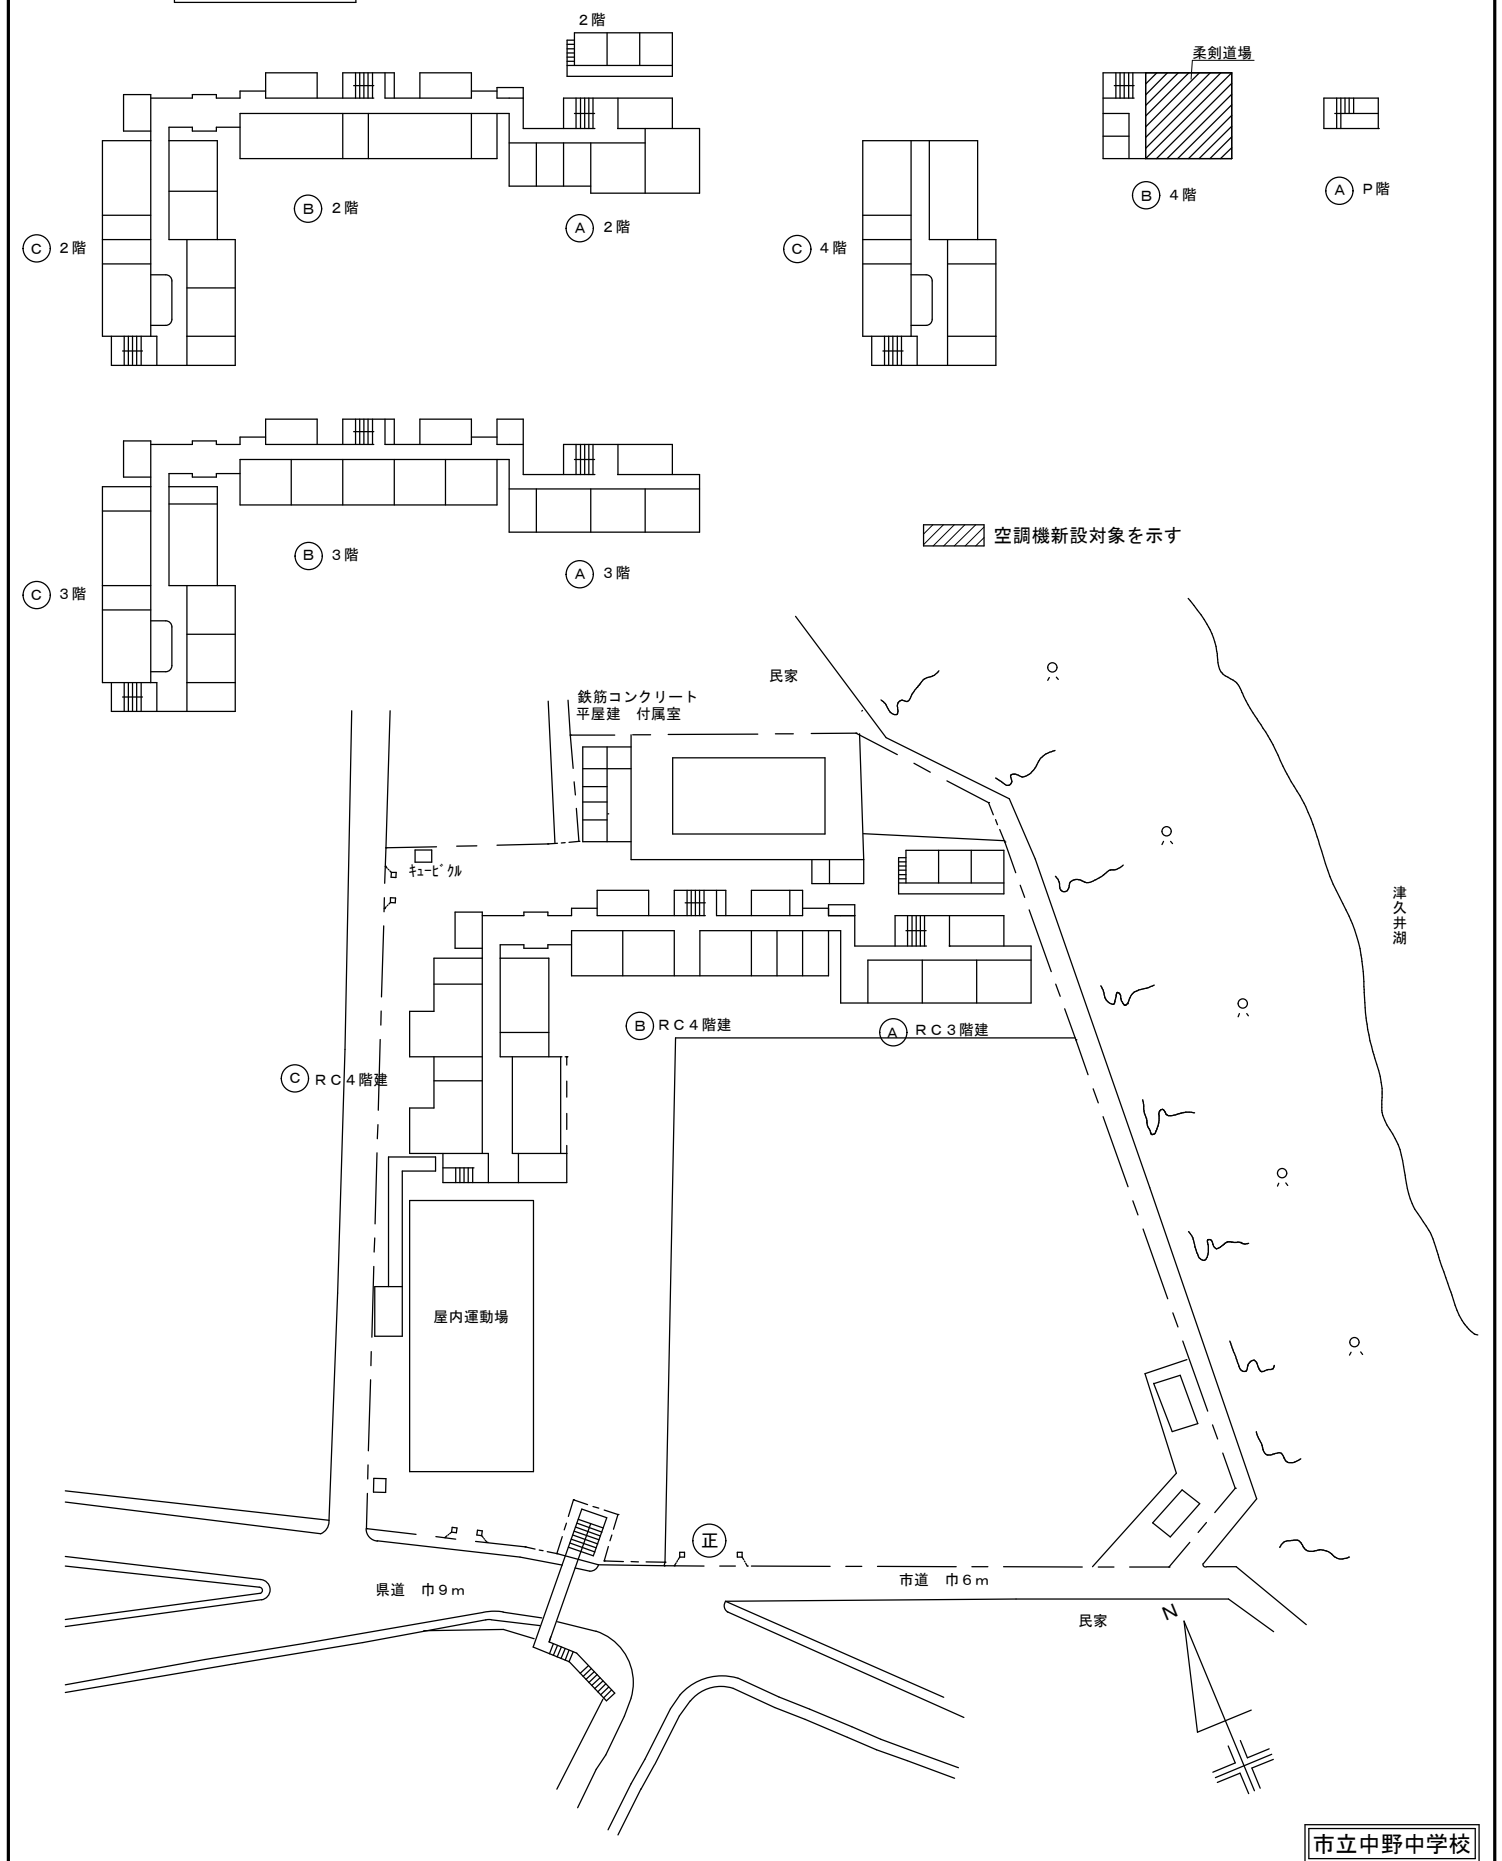 ２階
柔剣道場
Ｂ ２階
Ａ ２階
Ｃ ２階
Ｃ ４階
Ｂ ４階
Ａ Ｐ階
Ｂ ３階
Ａ ３階
Ｃ ３階
空調機新設対象を示す
民家
鉄筋コンクリート
平屋建　付属室
ｷｭｰﾋﾞｸﾙ
津久井湖
Ｂ ＲＣ４階建
Ａ ＲＣ３階建
Ｃ ＲＣ４階建
屋内運動場
正
県道　巾９ｍ
市道　巾６ｍ
民家
N
市立中野中学校